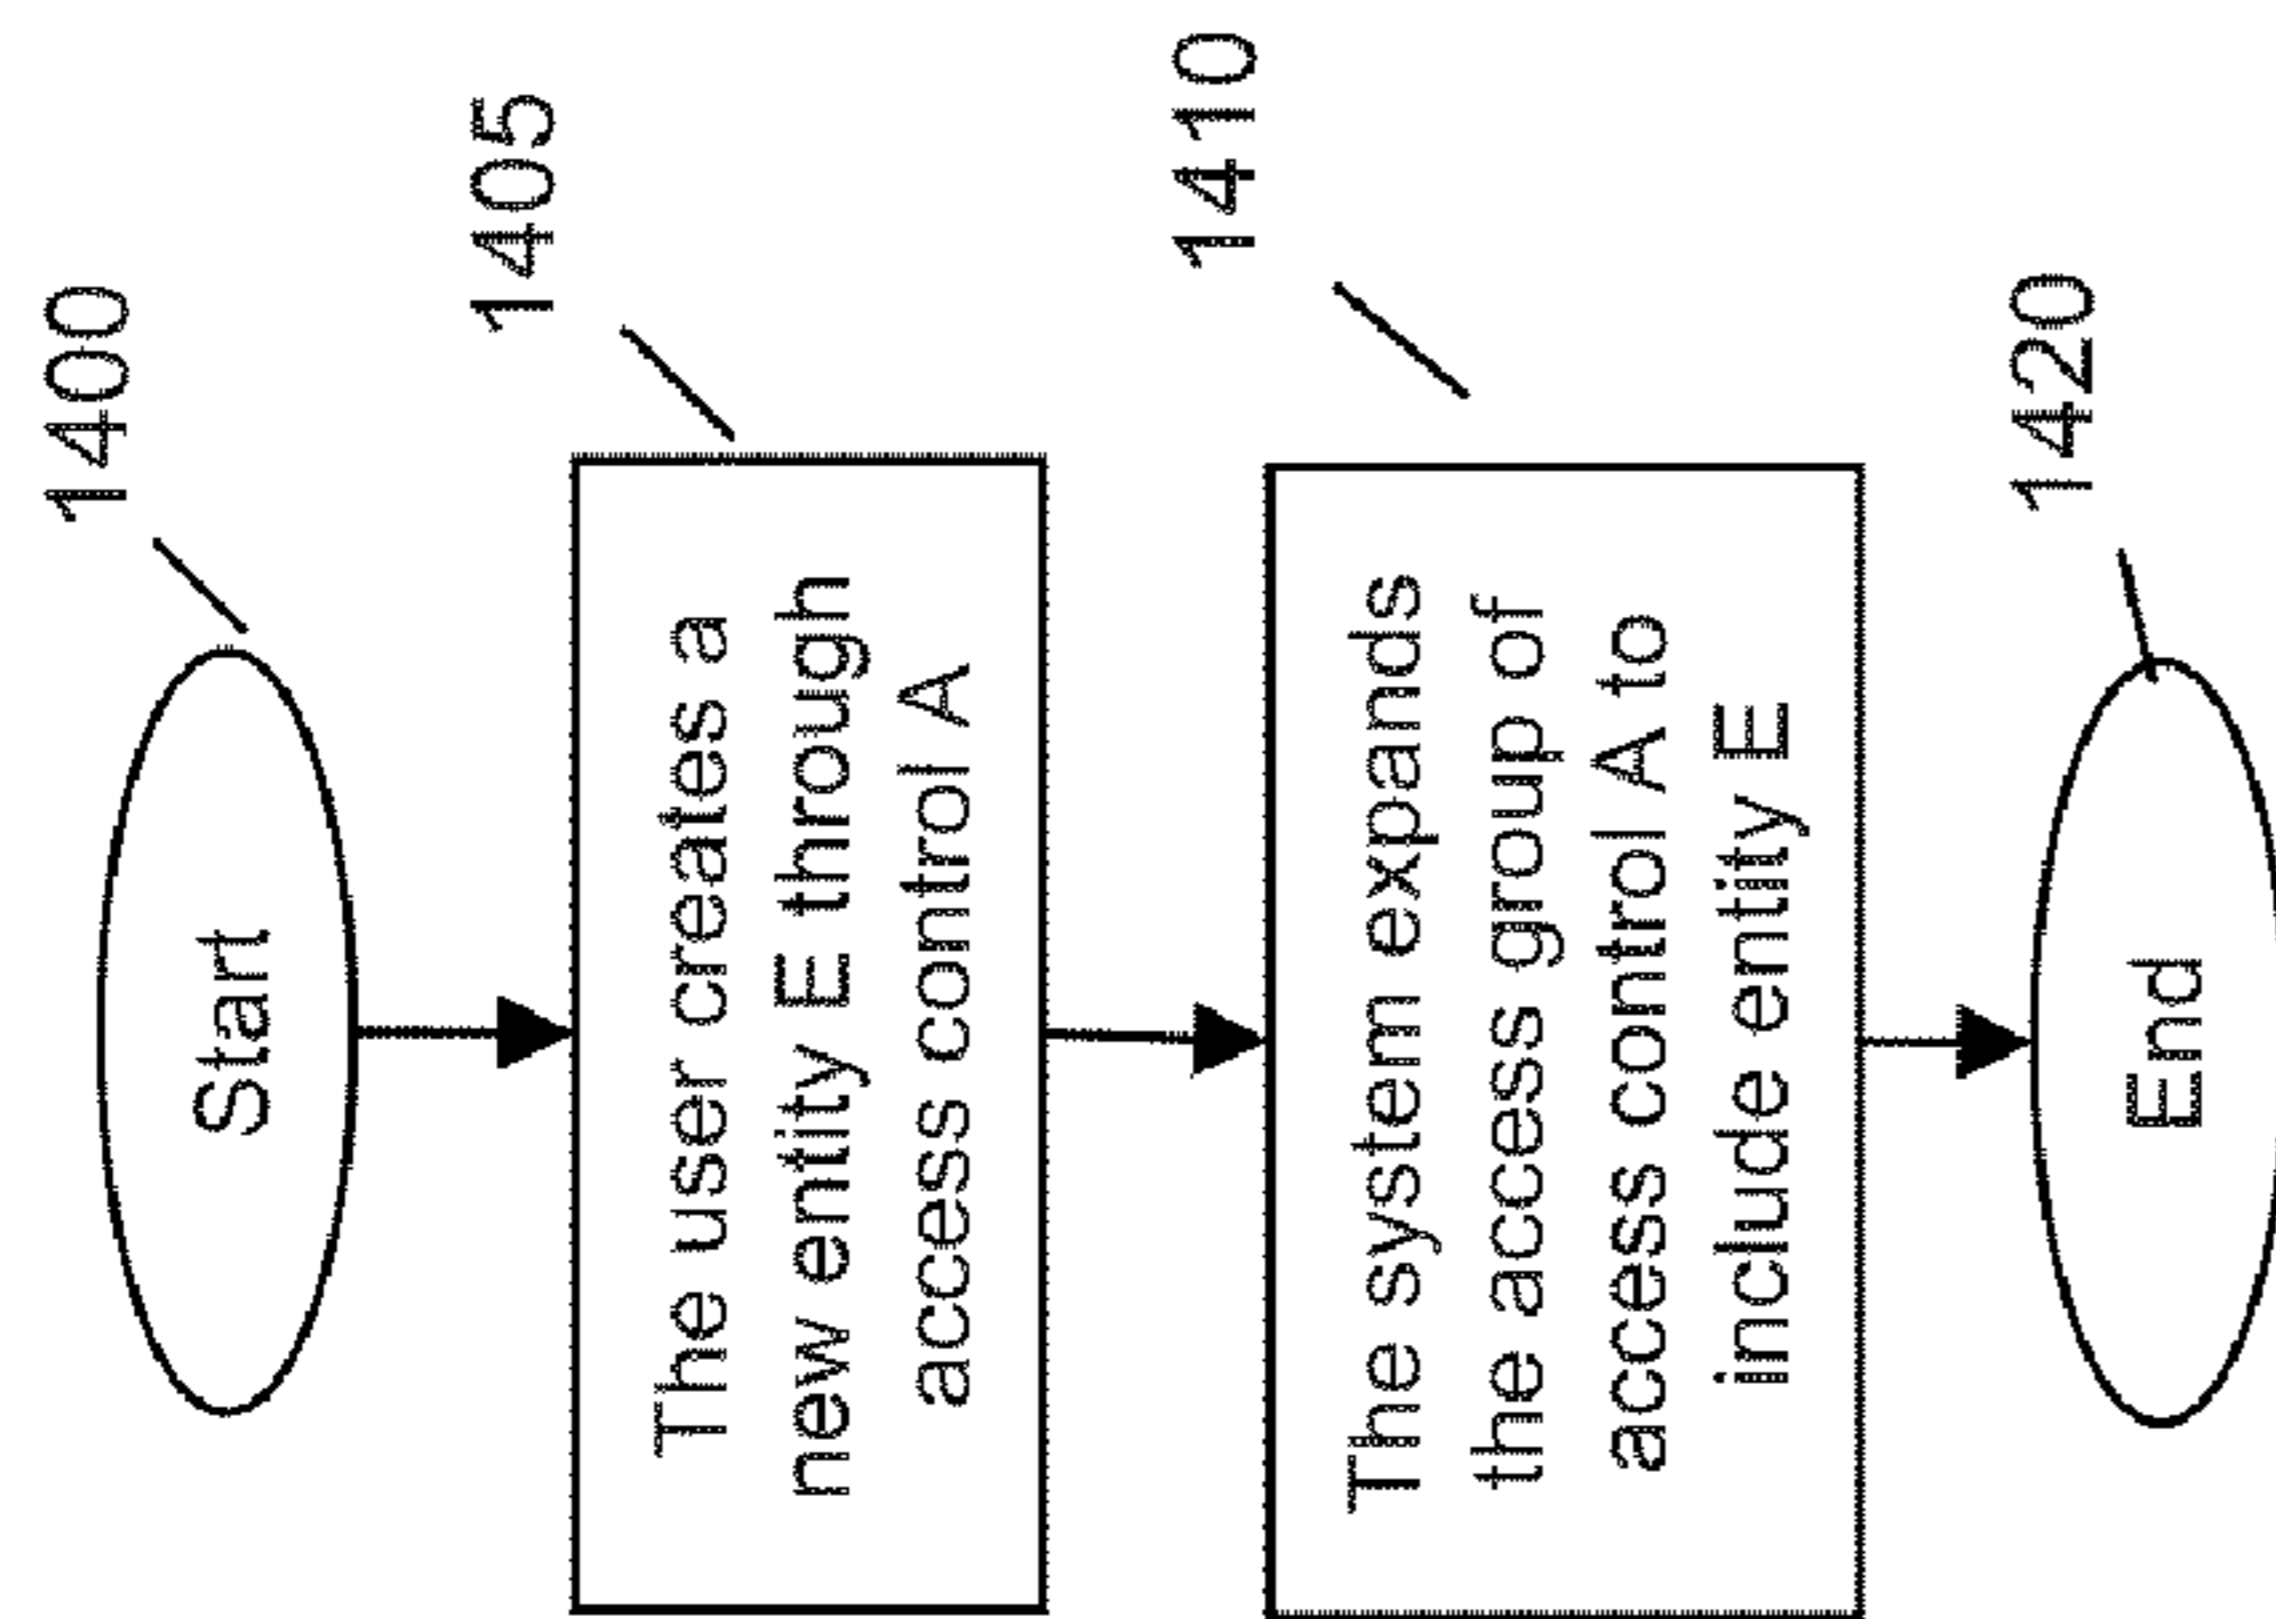 1400
Start
1405
The user creates a
new entity E through
access control A
1410
The system expands
the access group of
access control A to
include entity E
1420
End